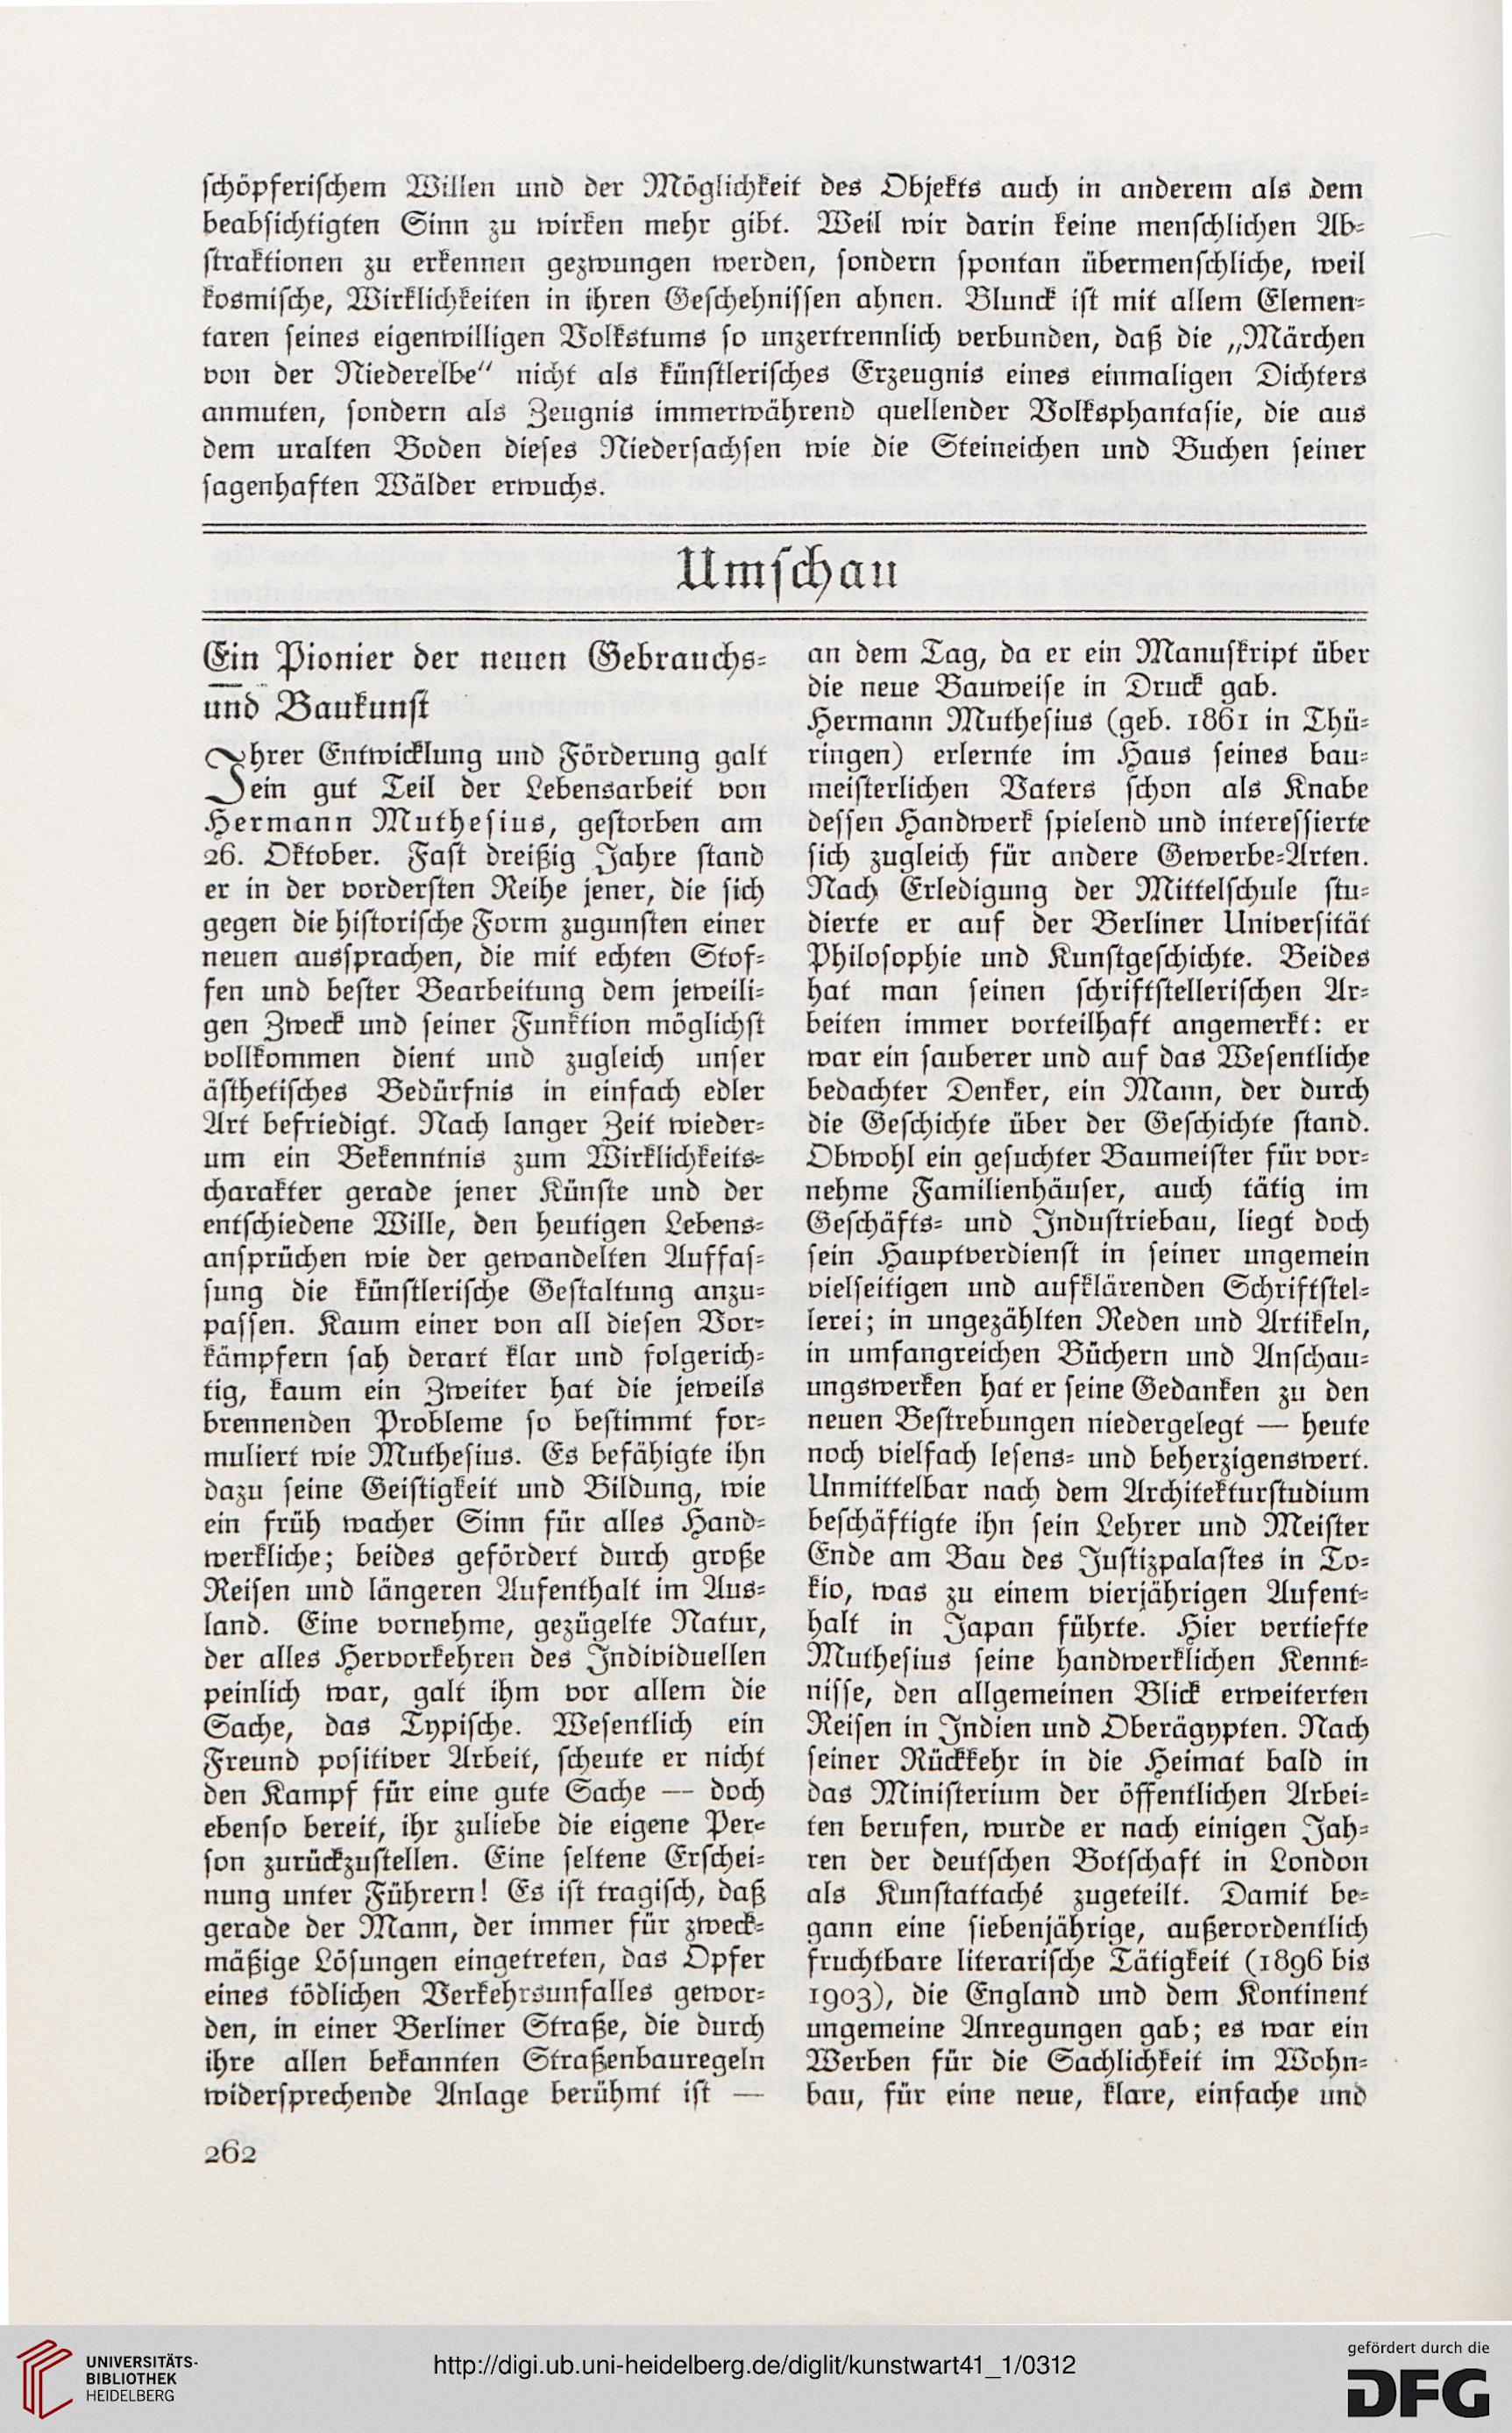 schöpferischem Willen und der Möglichkeit des Objekts auch in anderem als dem
beabsichtigten Sinn zu wirken mehr gibt. Weil wir darin keine menschlichen Ab-
straktionen zu erkennen gezwungen werden, sondern spontan übermenschliche, weil
kosmische, Wirklichkeiten in ihren Geschehnissen ahnen. Blunck ist mit allem Elemen-
taren seines eigenwilligen Volkstums so unzertrennlich verbunden, daß die „Märchen
von der Niederelbe" nicht als künstlerisches Erzeugnis eines einmaligen Dichters
anmuten, sondern als Zeugnis immerwährend quellender Volksphantasie, die aus
dem uralten Boden dieses Niedersachsen wie die Steineichen und Buchen seiner
sagenhaften Wälder erwuchs.
Umschau
Ein Pionier der neuen Gebrauchs-
und Baukunst
Ihrer Entwicklung und Förderung galt
ein gut Teil der Lebensarbeit von
Hermann Muthesius, gestorben am
26. Oktober. Fast dreißig Jahre stand
er in der vordersten Reihe jener, die sich
gegen die historische Form zugunsten einer
neuen aussprachen, die mit echten Stof-
fen und bester Bearbeitung dem jeweili-
gen Zweck und seiner Funktion möglichst
vollkommen dient und zugleich unser
ästhetisches Bedürfnis in einfach edler
Art befriedigt. Nach langer Zeit wieder-
um ein Bekenntnis zum Wirklichkeits-
charakter gerade jener Künste und der
entschiedene Wille, den heutigen Lebens-
ansprüchen wie der gewandelten Auffas-
sung die künstlerische Gestaltung anzu-
passen. Kaum einer von all diesen Vor-
kämpfern sah derart klar und folgerich-
tig, kaum ein Zweiter hat die jeweils
brennenden Probleme so bestimmt for-
muliert wie Muthesius. Es befähigte ihn
dazu seine Geistigkeit und Bildung, wie
ein früh wacher Sinn für alles Hand-
werkliche; beides gefördert durch große
Reisen und längeren Aufenthalt im Aus-
land. Eine vornehme, gezügelte Natur,
der alles Hervorkehren des Individuellen
peinlich war, galt ihm vor allem die
Sache, das Typische. Wesentlich ein
Freund positiver Arbeit, scheute er nicht
den Kampf für eine gute Sache — doch
ebenso bereit, ihr zuliebe die eigene Per-
son zurückzustellen. Eine seltene Erschei-
nung unter Führern! Es ist tragisch, daß
gerade der Mann, der immer für zweck-
mäßige Lösungen eingetreten, das Opfer
eines tödlichen Verkehrsunfalles gewor-
den, in einer Berliner Straße, die durch
ihre allen bekannten Straßenbauregeln
widersprechende Anlage berühmt ist —
an dem Tag, da er ein Manuskript über
die neue Bauweise in Druck gab.
Hermann Muthesius (geb. 1861 in Thü-
ringen) erlernte im Haus seines bau-
meisterlichen Vaters schon als Knabe
dessen Handwerk spielend und interessierte
sich zugleich für andere Gewerbe-Arten.
Nach Erledigung der Mittelschule stu-
dierte er auf der Berliner Universität
Philosophie und Kunstgeschichte. Beides
hat man seinen schriftstellerischen Ar-
beiten immer vorteilhaft angemerkt: er
war ein sauberer und auf das Wesentliche
bedachter Denker, ein Mann, der durch
die Geschichte über der Geschichte stand.
Obwohl ein gesuchter Baumeister für vor-
nehme Familienhäuser, auch tätig im
Geschäfts- und Industriebau, liegt doch
sein Hauptverdienst in seiner ungemein
vielseitigen und aufklärenden Schriftstel-
lerei; in ungezählten Reden und Artikeln,
in umfangreichen Büchern und Anschau-
ungswerken hat er seine Gedanken zu den
neuen Bestrebungen niedergelegt — heute
noch vielfach lesens- und beherzigenswert.
Unmittelbar nach dem Architekturstudium
beschäftigte ihn sein Lehrer und Meister
Ende am Bau des Justizpalastes in To-
kio, was zu einem vierjährigen Aufent-
halt in Japan führte. Hier vertiefte
Muthesius seine handwerklichen Kennt-
nisse, den allgemeinen Blick erweiterten
Reisen in Indien und Oberägypten. Nach
seiner Rückkehr in die Heimat bald in
das Ministerium der öffentlichen Arbei-
ten berufen, wurde er nach einigen Jah-
ren der deutschen Botschaft in London
als Kunstattaché zugeteilt. Damit be-
gann eine siebenjährige, außerordentlich
fruchtbare literarische Tätigkeit (1896 bis
1903), die England und dem Kontinent
ungemeine Anregungen gab; es war ein
Werben für die Sachlichkeit im Wohn-
bau, für eine neue, klare, einfache und
262
UNIVERSITÄTS-
BIBLIOTHEK
HEIDELBERG
http://digi.ub.uni-heidelberg.de/diglit/kunstwart41_1/0312
gefördert durch die
DFG